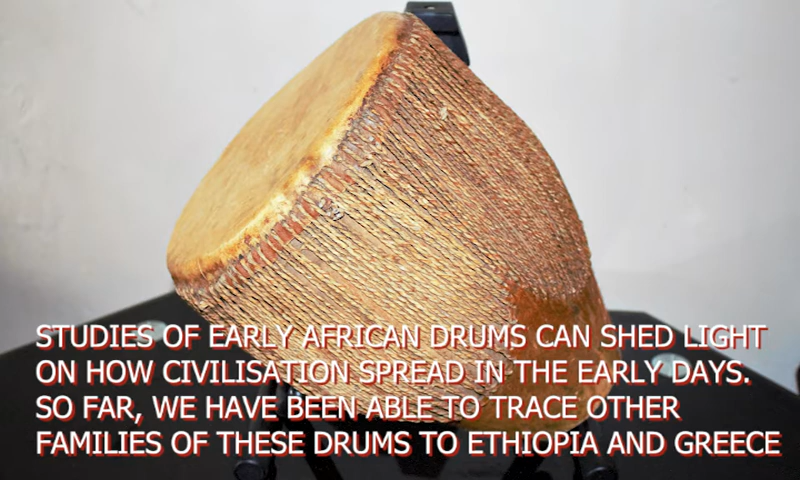 STUDIES OF EARLY AFRICAN DRUMS CAN SHED LIGHT
ON HOW CIVILISATION SPREAD IN THE EARLY DAYS.
SO FAR, WE HAVE BEEN ABLE TO TRACE OTHER
FAMILIES OF THESE DRUMS TO ETHIOPIA AND GREECE